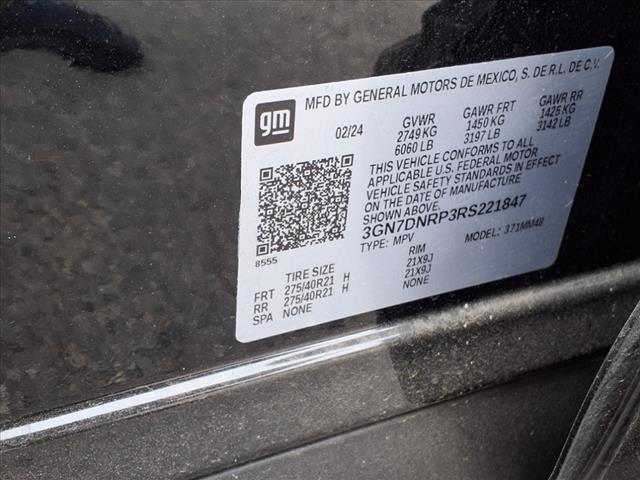 gm
MFD BY GENERAL MOTORS DE MEXICO, S. DE R.L. DE C.V.
02/24 GVWR GAWR FRT GAWR RR
2749 KG 1450 KG 1425 KG
6060 LB 3197 LB 3142 LB
THIS VEHICLE CONFORMS TO ALL
APPLICABLE U.S. FEDERAL MOTOR
VEHICLE SAFETY STANDARDS IN EFFECT
ON THE DATE OF MANUFACTURE
SHOWN ABOVE.
3GN7DNRP3RS221847
TYPE: MPV MODEL: 371MM48
8555
TIRE SIZE RIM
FRT 275/40R21 H 21X9J
RR 275/40R21 H 21X9J
SPA NONE NONE